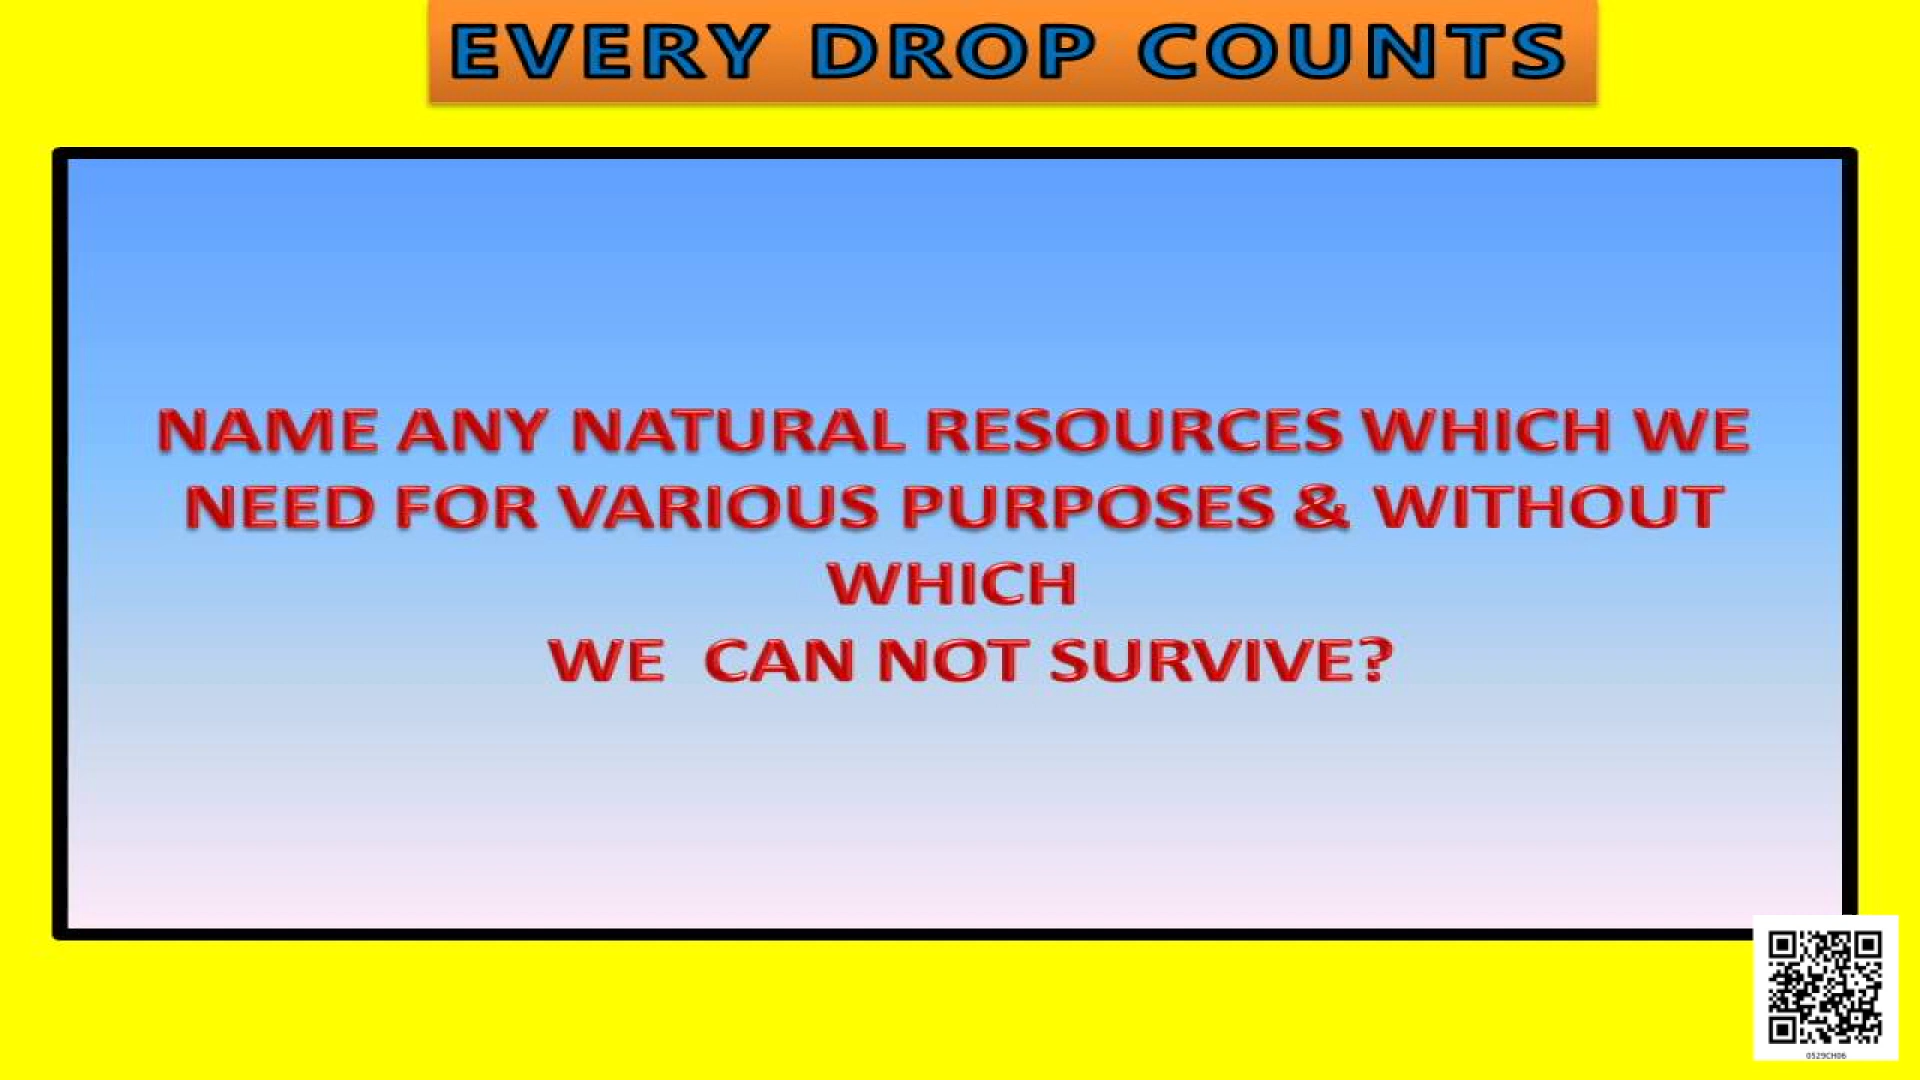 EVERY DROP COUNTS
NAME ANY NATURAL RESOURCES WHICH WE
NEED FOR VARIOUS PURPOSES & WITHOUT
WHICH
WE CAN NOT SURVIVE?
0529CH06